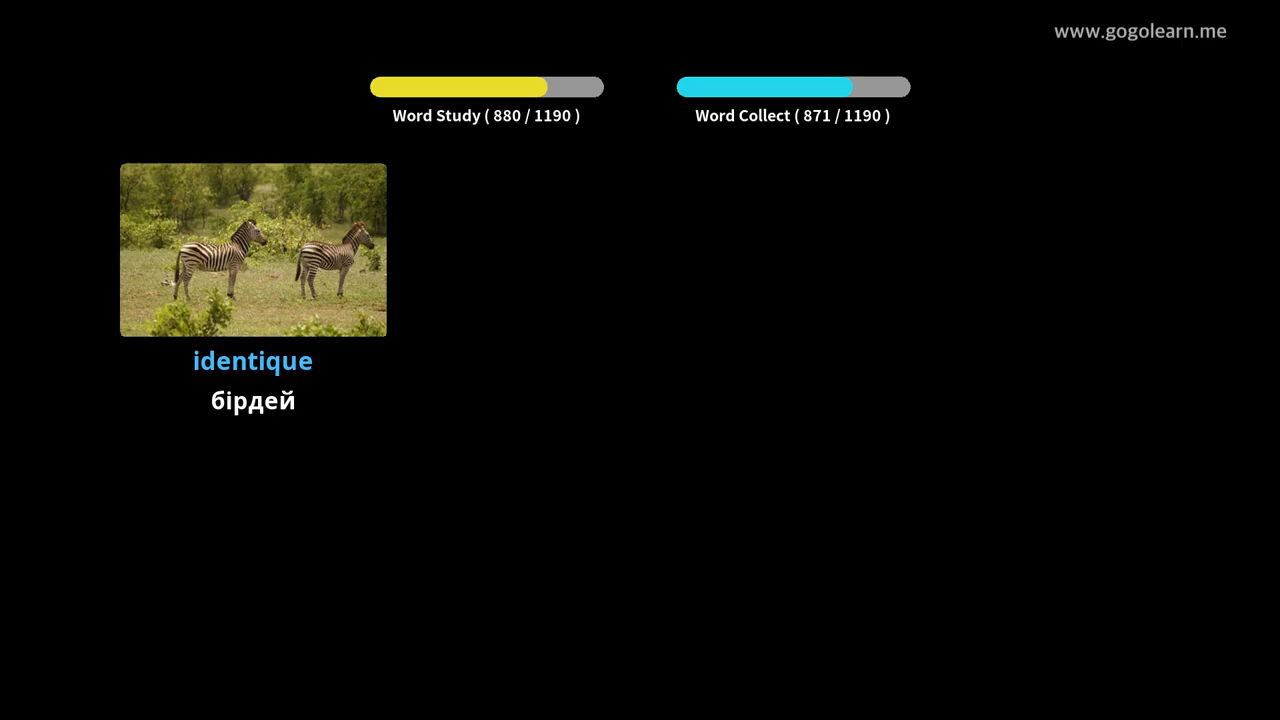 www.gogolearn.me
Word Study ( 880 / 1190 )
Word Collect ( 871 / 1190 )
identique
бірдей